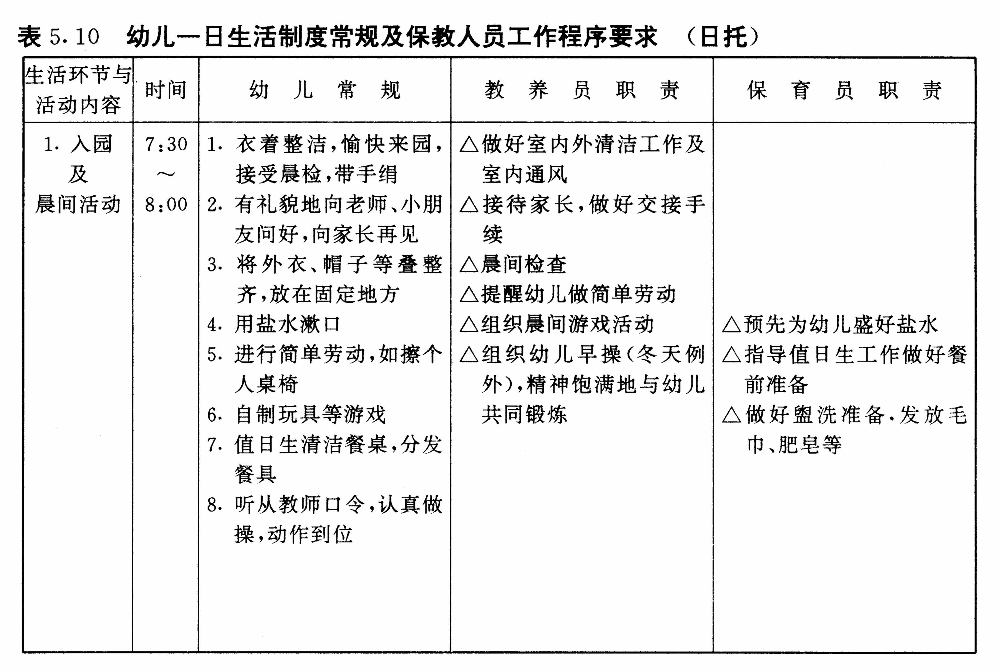 表 5.10 幼儿一日生活制度常规及保教人员工作程序要求 （日托）
生活环节与
活动内容
时间
幼儿常规
教养员职责
保育员职责
1. 入园
及
晨间活动
7:30
～
8:00
1. 衣着整洁,愉快来园,
接受晨检,带手绢
2. 有礼貌地向老师、小朋
友问好,向家长再见
3. 将外衣、帽子等叠整
齐,放在固定地方
4. 用盐水漱口
5. 进行简单劳动,如擦个
人桌椅
6. 自制玩具等游戏
7. 值日生清洁餐桌,分发
餐具
8. 听从教师口令,认真做
操,动作到位
△做好室内外清洁工作及
室内通风
△接待家长,做好交接手
续
△晨间检查
△提醒幼儿做简单劳动
△组织晨间游戏活动
△组织幼儿早操(冬天例
外),精神饱满地与幼儿
共同锻炼
△预先为幼儿盛好盐水
△指导值日生工作做好餐
前准备
△做好盥洗准备,发放毛
巾、肥皂等